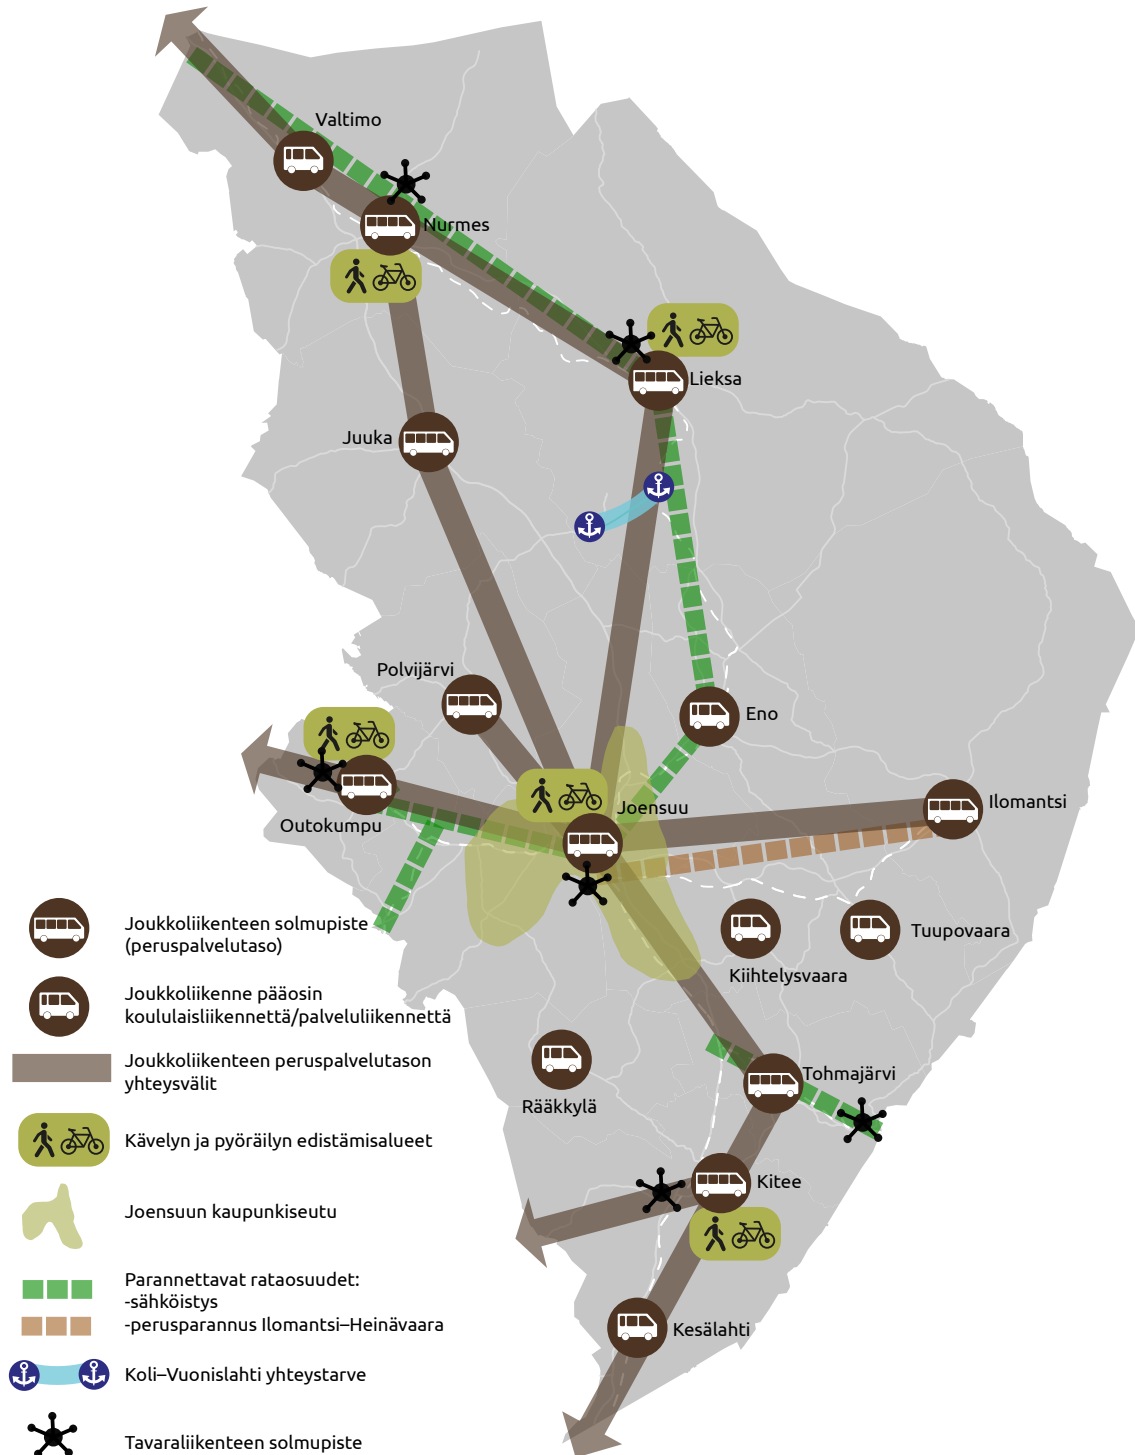 Valtimo
Nurmes
Lieksa
Juuka
Polvijärvi
Eno
Joensuu
Ilomantsi
Outokumpu
Tuupovaara
Kiihtelysvaara
Tohmajärvi
Rääkkylä
Kitee
Kesälahti
Joukkoliikenteen solmupiste
(peruspalvelutaso)
Joukkoliikenne pääosin
koululaisliikennettä/palveluliikennettä
Joukkoliikenteen peruspalvelutason
yhteysvälit
Kävelyn ja pyöräilyn edistämisalueet
Joensuun kaupunkiseutu
Parannettavat rataosuudet:
-sähköistys
-perusparannus Ilomantsi–Heinävaara
Koli–Vuonislahti yhteystarve
Tavaraliikenteen solmupiste